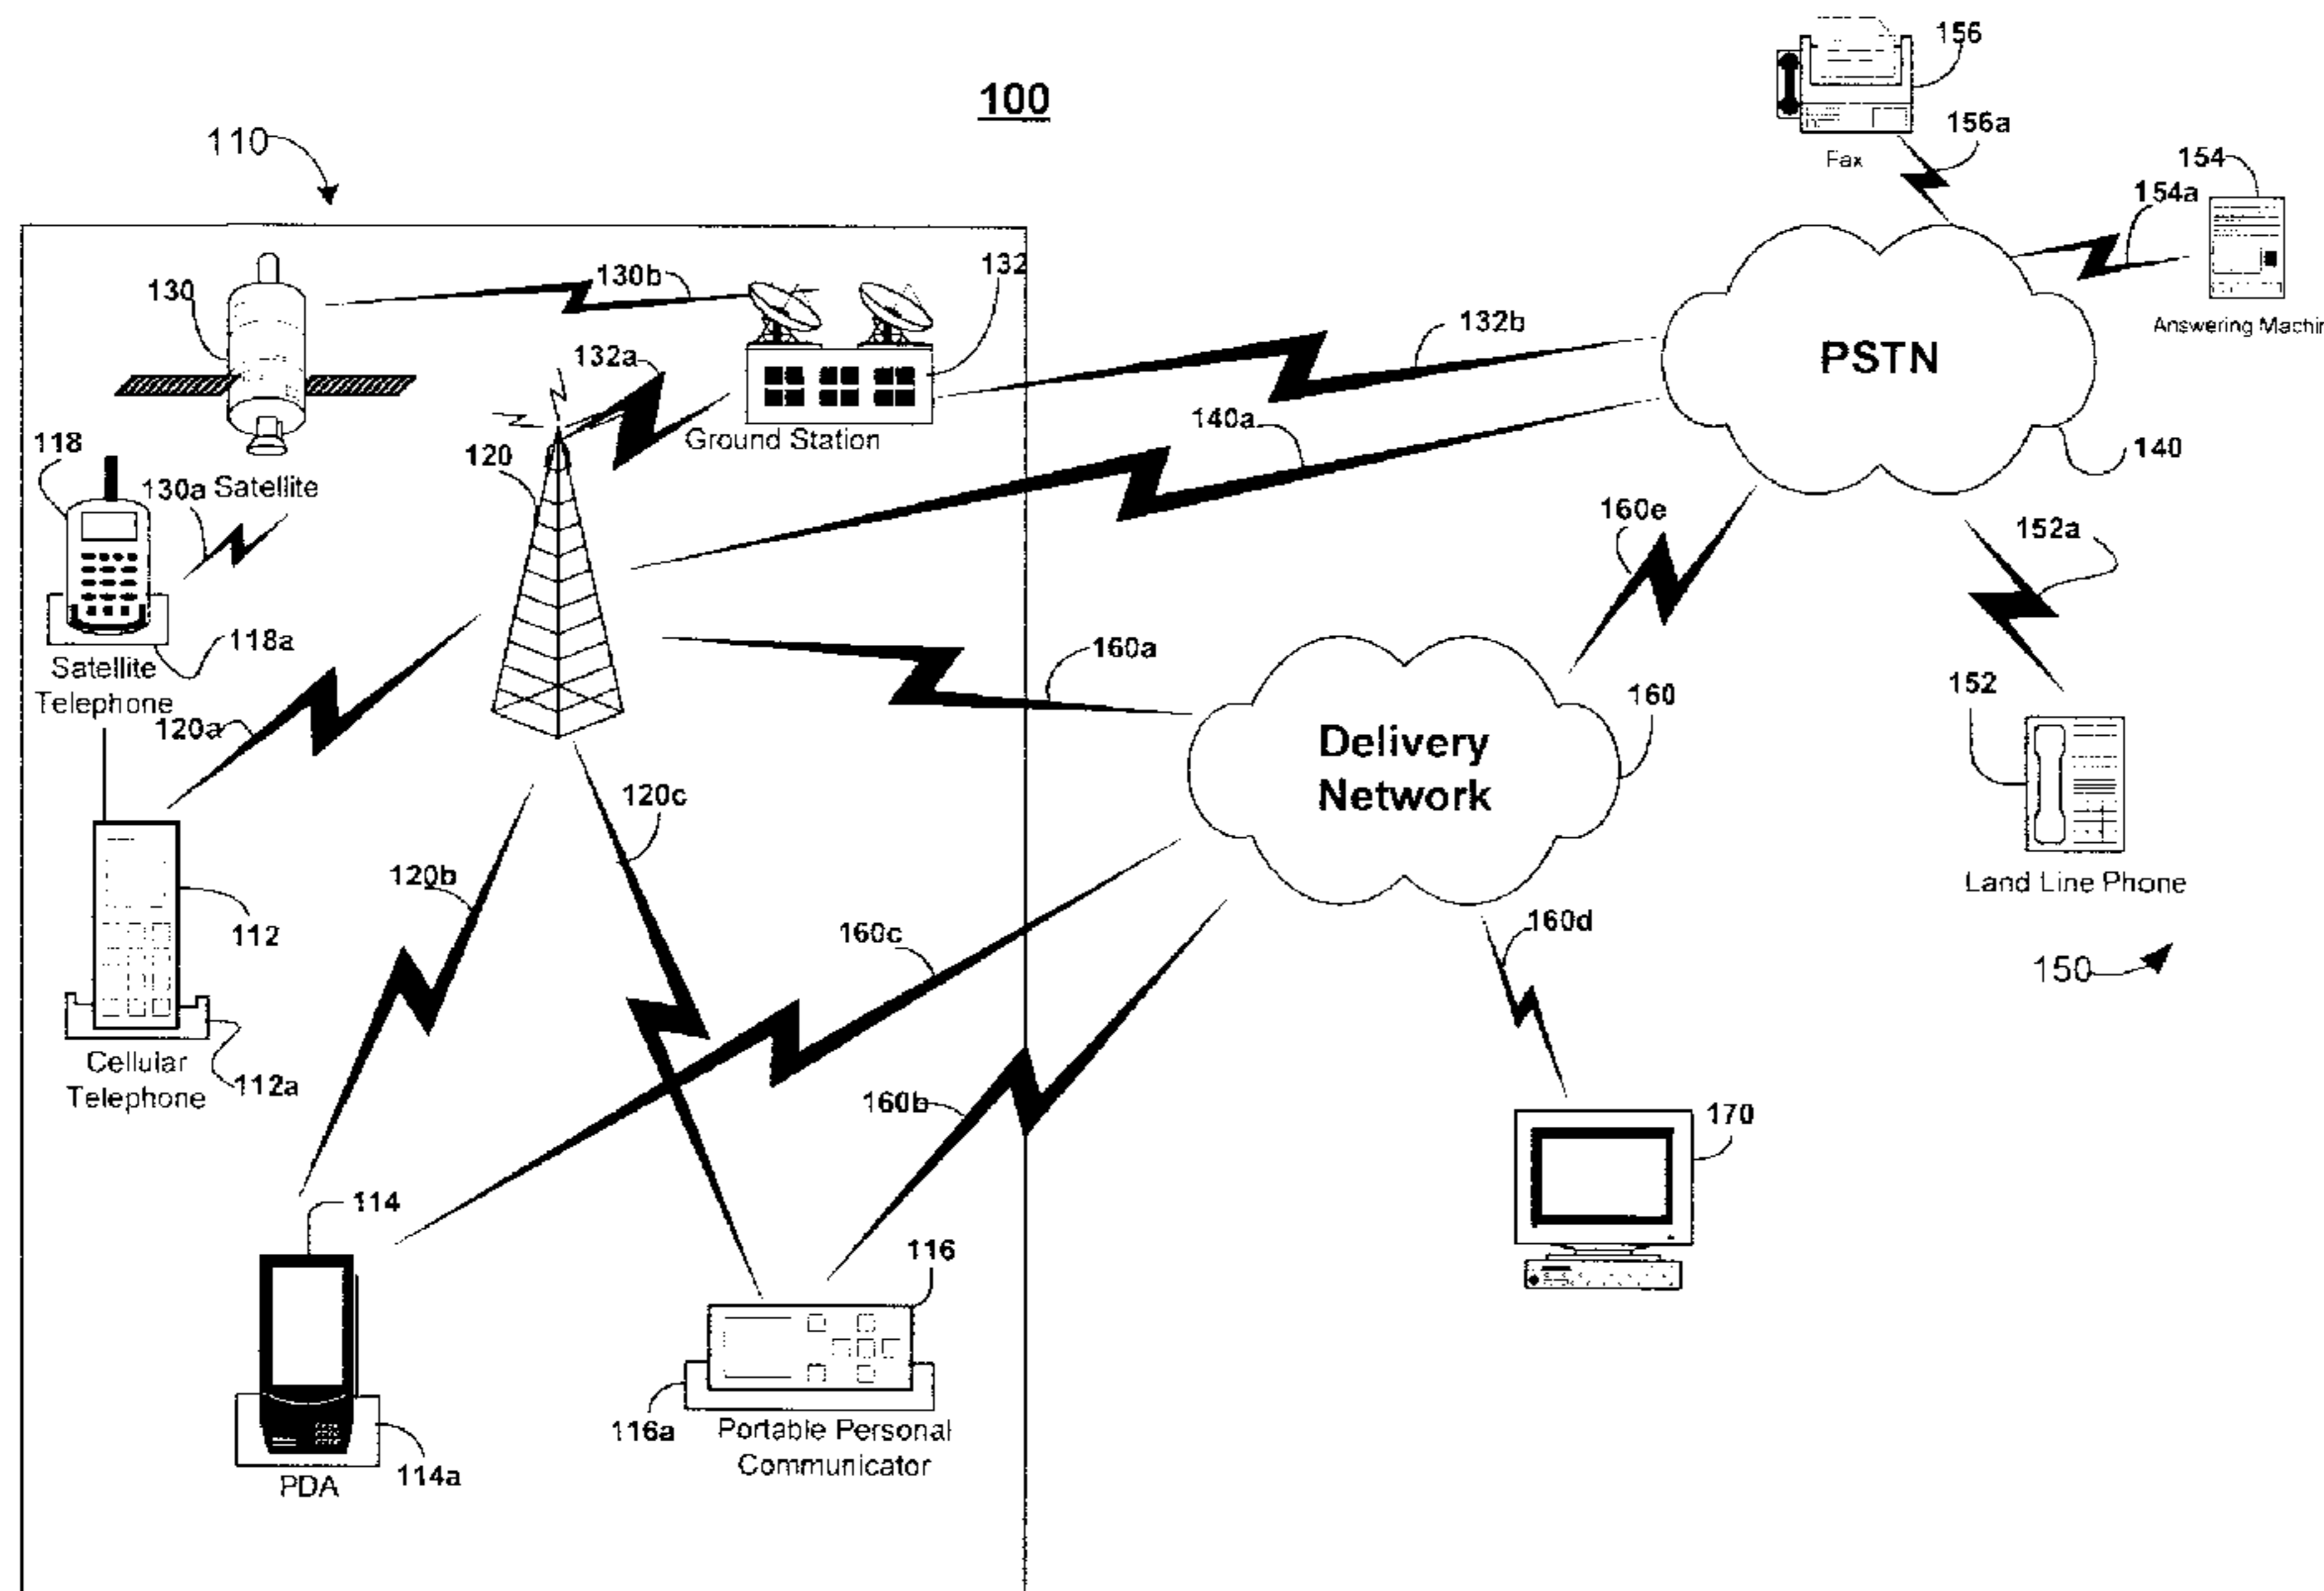 100
110
156
156a
Fax
154
154a
Answering Machin
130
130b
132
132a
132b
PSTN
140a
140
Ground Station
118
130a
Satellite
120
160e
152a
118a
Satellite
Telephone
120a
160a
160
152
Delivery
Network
120c
120b
112
160c
160d
Land Line Phone
150
Cellular
Telephone
112a
160b
170
114
116
116a
Portable Personal
Communicator
114a
PDA